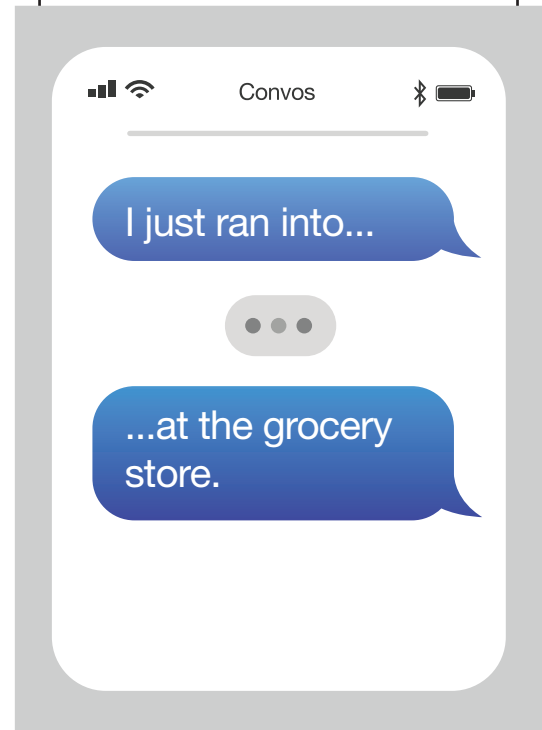 Convos
I just ran into...
...at the grocery
store.